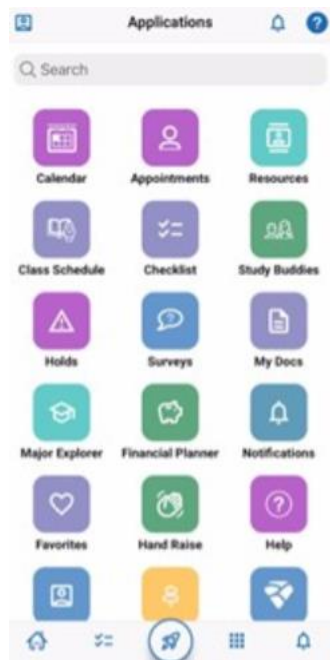 Applications
Search
Calendar Appointments Resources
Class Schedule Checklist Study Buddies
Holds Surveys My Docs
Major Explorer Financial Planner Notifications
Favorites Hand Raise Help